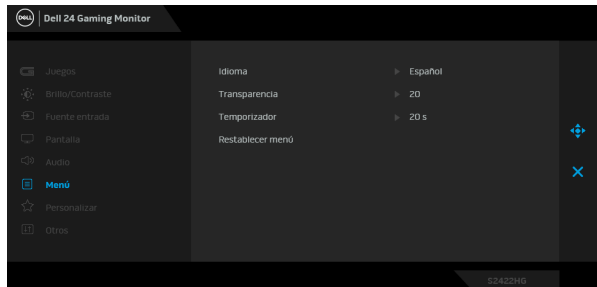 DELL
Dell 24 Gaming Monitor
Juegos
Brillo/Contraste
Fuente entrada
Pantalla
Audio
Menú
Personalizar
Otros
Idioma Español
Transparencia 20
Temporizador 20 s
Restablecer menú
S2422HG